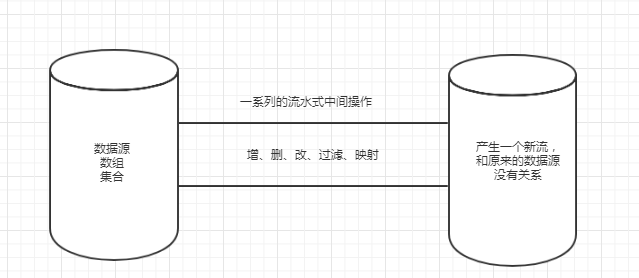 一系列的流水式中间操作
数据源
数组
集合
增、删、改、过滤、映射
产生一个新流，
和原来的数据源
没有关系